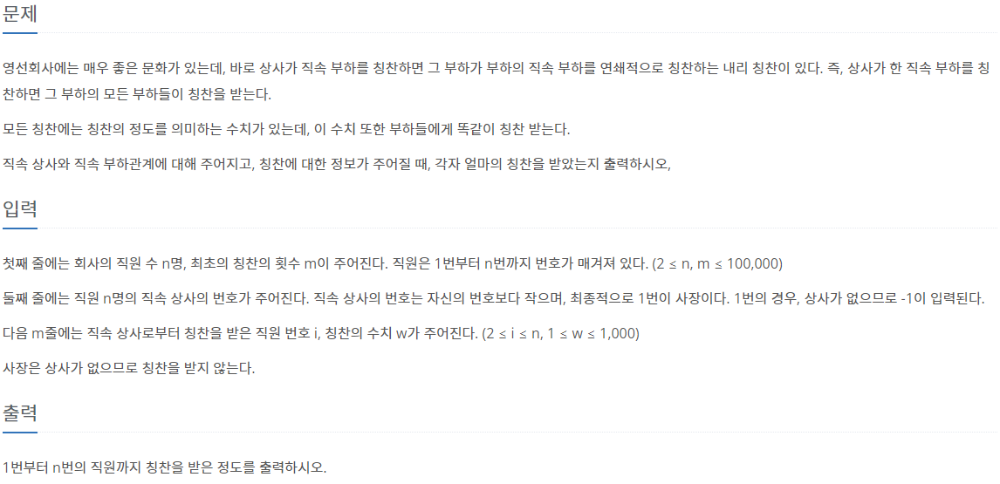 문제
영선회사에는 매우 좋은 문화가 있는데, 바로 상사가 직속 부하를 칭찬하면 그 부하가 부하의 직속 부하를 연쇄적으로 칭찬하는 내리 칭찬이 있다. 즉, 상사가 한 직속 부하를 칭
찬하면 그 부하의 모든 부하들이 칭찬을 받는다.
모든 칭찬에는 칭찬의 정도를 의미하는 수치가 있는데, 이 수치 또한 부하들에게 똑같이 칭찬 받는다.
직속 상사와 직속 부하관계에 대해 주어지고, 칭찬에 대한 정보가 주어질 때, 각자 얼마의 칭찬을 받았는지 출력하시오,
입력
첫째 줄에는 회사의 직원 수 n명, 최초의 칭찬의 횟수 m이 주어진다. 직원은 1번부터 n번까지 번호가 매겨져 있다. (2 ≤ n, m ≤ 100,000)
둘째 줄에는 직원 n명의 직속 상사의 번호가 주어진다. 직속 상사의 번호는 자신의 번호보다 작으며, 최종적으로 1번이 사장이다. 1번의 경우, 상사가 없으므로 -1이 입력된다.
다음 m줄에는 직속 상사로부터 칭찬을 받은 직원 번호 i, 칭찬의 수치 w가 주어진다. (2 ≤ i ≤ n, 1 ≤ w ≤ 1,000)
사장은 상사가 없으므로 칭찬을 받지 않는다.
출력
1번부터 n번의 직원까지 칭찬을 받은 정도를 출력하시오.